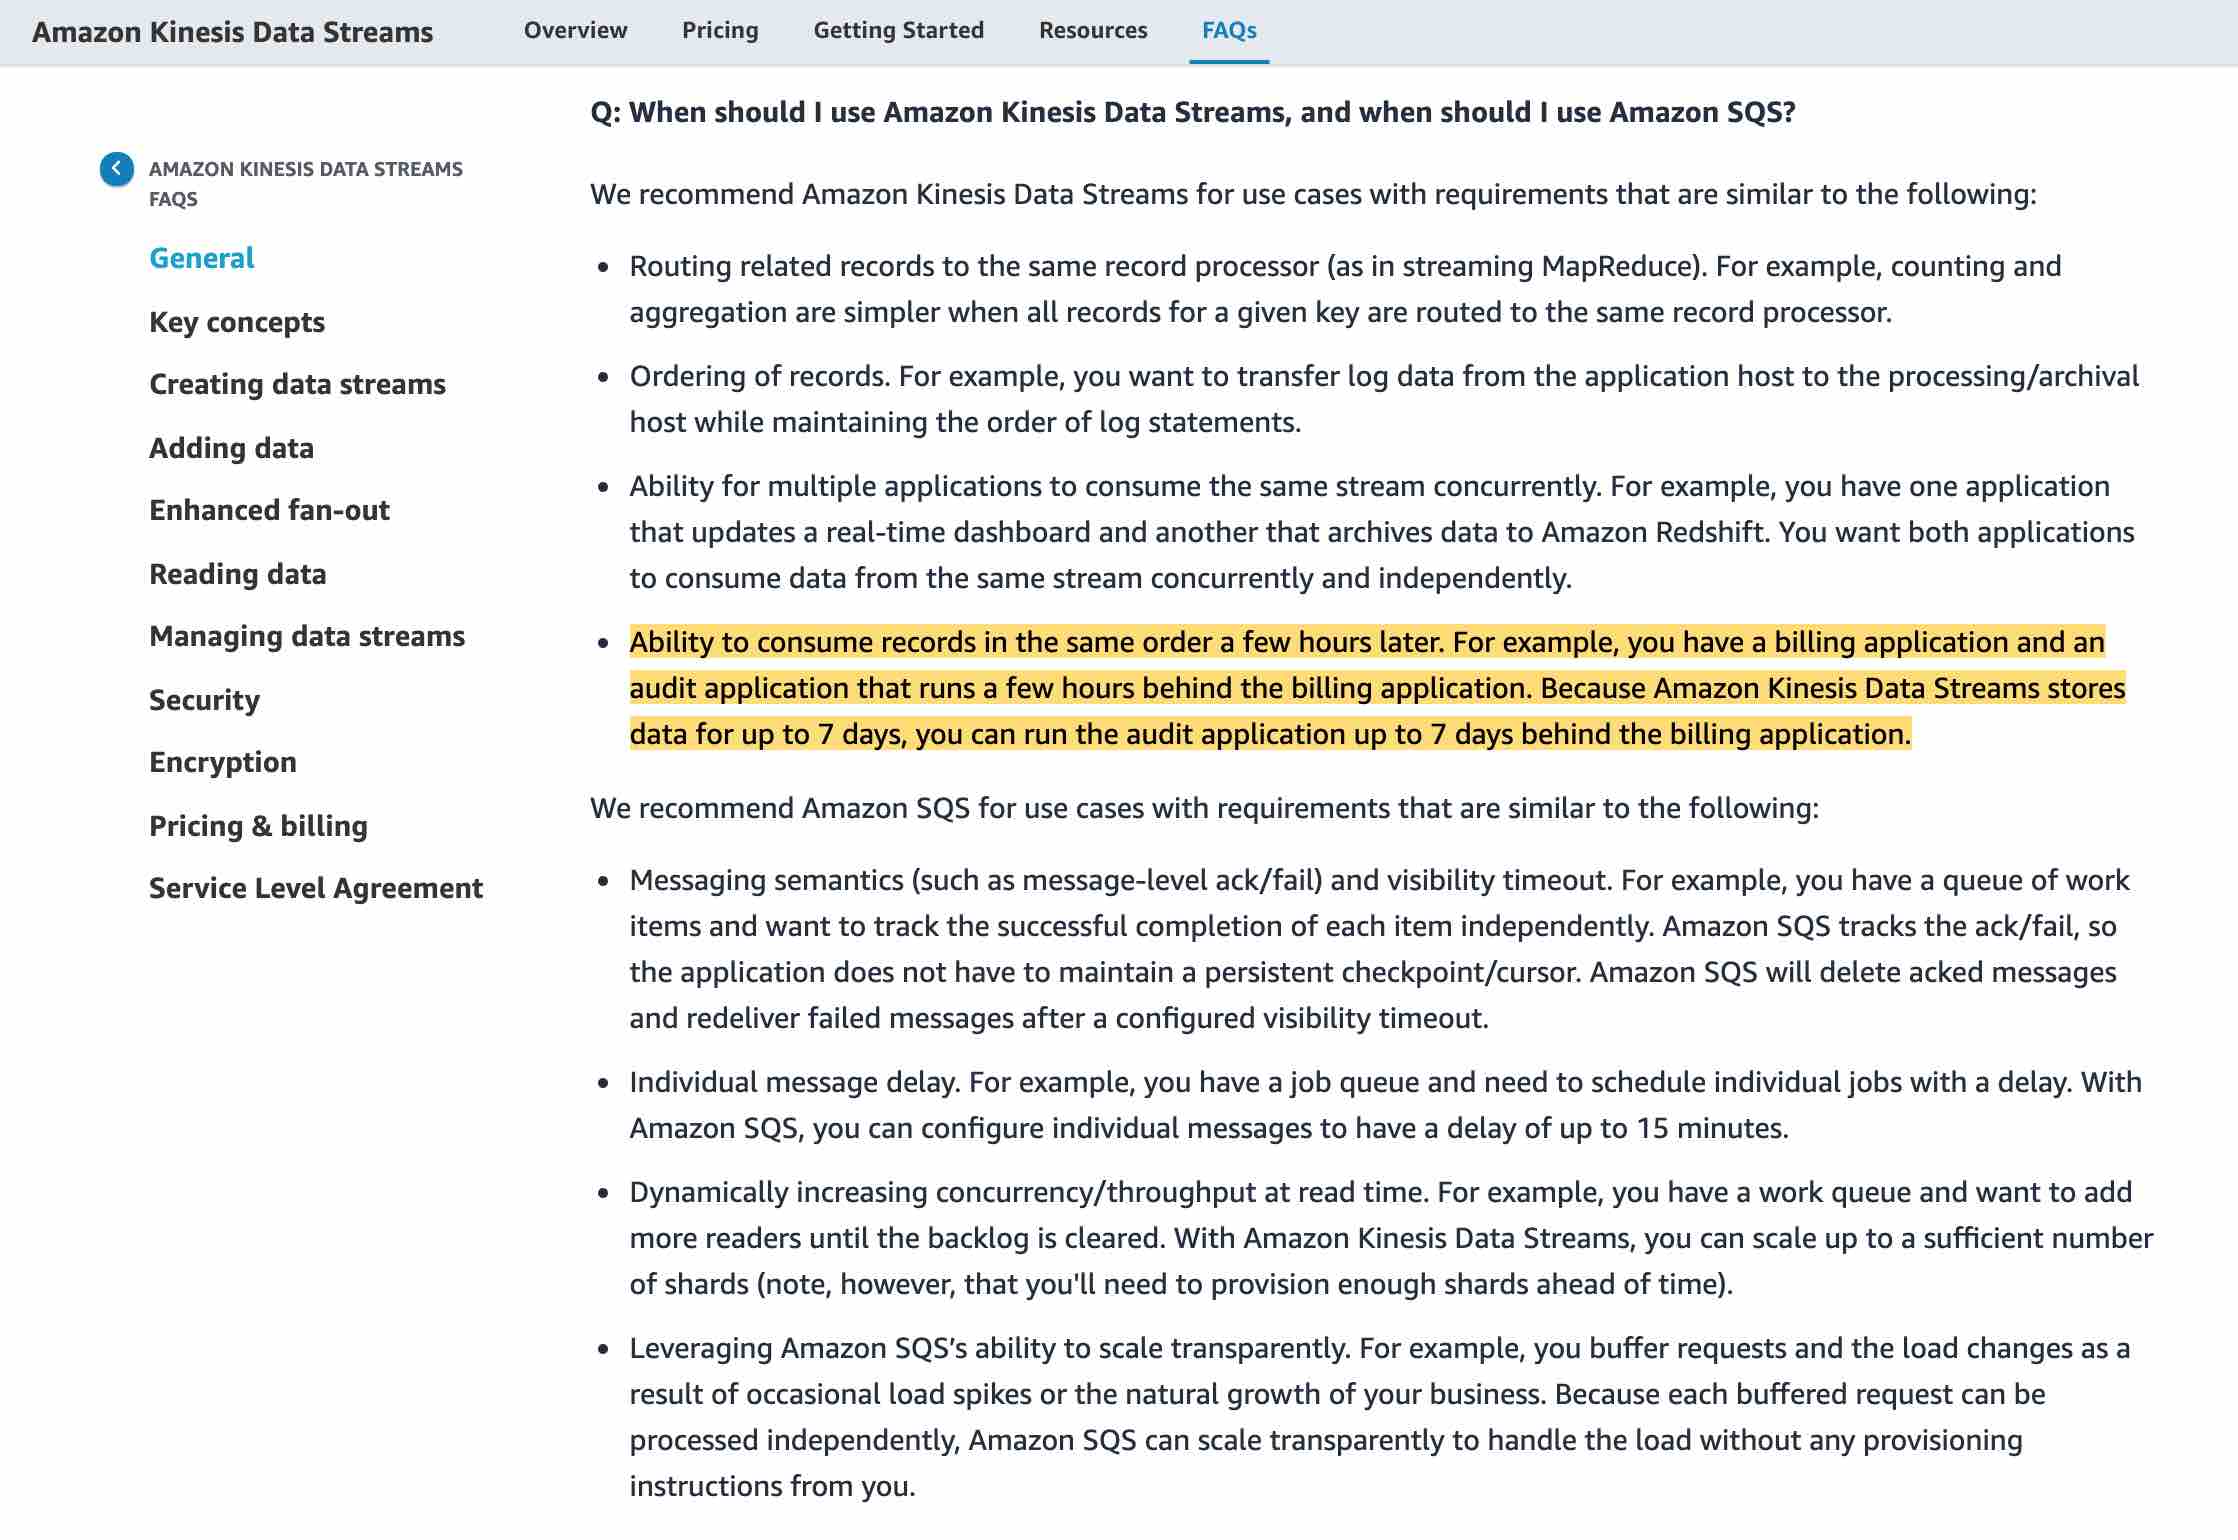 Amazon Kinesis Data Streams
Overview
Pricing
Getting Started
Resources
FAQs
AMAZON KINESIS DATA STREAMS
FAQS
General
Key concepts
Creating data streams
Adding data
Enhanced fan-out
Reading data
Managing data streams
Security
Encryption
Pricing & billing
Service Level Agreement
Q: When should I use Amazon Kinesis Data Streams, and when should I use Amazon SQS?
We recommend Amazon Kinesis Data Streams for use cases with requirements that are similar to the following:
Routing related records to the same record processor (as in streaming MapReduce). For example, counting and
aggregation are simpler when all records for a given key are routed to the same record processor.
Ordering of records. For example, you want to transfer log data from the application host to the processing/archival
host while maintaining the order of log statements.
Ability for multiple applications to consume the same stream concurrently. For example, you have one application
that updates a real-time dashboard and another that archives data to Amazon Redshift. You want both applications
to consume data from the same stream concurrently and independently.
Ability to consume records in the same order a few hours later. For example, you have a billing application and an
audit application that runs a few hours behind the billing application. Because Amazon Kinesis Data Streams stores
data for up to 7 days, you can run the audit application up to 7 days behind the billing application.
We recommend Amazon SQS for use cases with requirements that are similar to the following:
Messaging semantics (such as message-level ack/fail) and visibility timeout. For example, you have a queue of work
items and want to track the successful completion of each item independently. Amazon SQS tracks the ack/fail, so
the application does not have to maintain a persistent checkpoint/cursor. Amazon SQS will delete acked messages
and redeliver failed messages after a configured visibility timeout.
Individual message delay. For example, you have a job queue and need to schedule individual jobs with a delay. With
Amazon SQS, you can configure individual messages to have a delay of up to 15 minutes.
Dynamically increasing concurrency/throughput at read time. For example, you have a work queue and want to add
more readers until the backlog is cleared. With Amazon Kinesis Data Streams, you can scale up to a sufficient number
of shards (note, however, that you'll need to provision enough shards ahead of time).
Leveraging Amazon SQS’s ability to scale transparently. For example, you buffer requests and the load changes as a
result of occasional load spikes or the natural growth of your business. Because each buffered request can be
processed independently, Amazon SQS can scale transparently to handle the load without any provisioning
instructions from you.